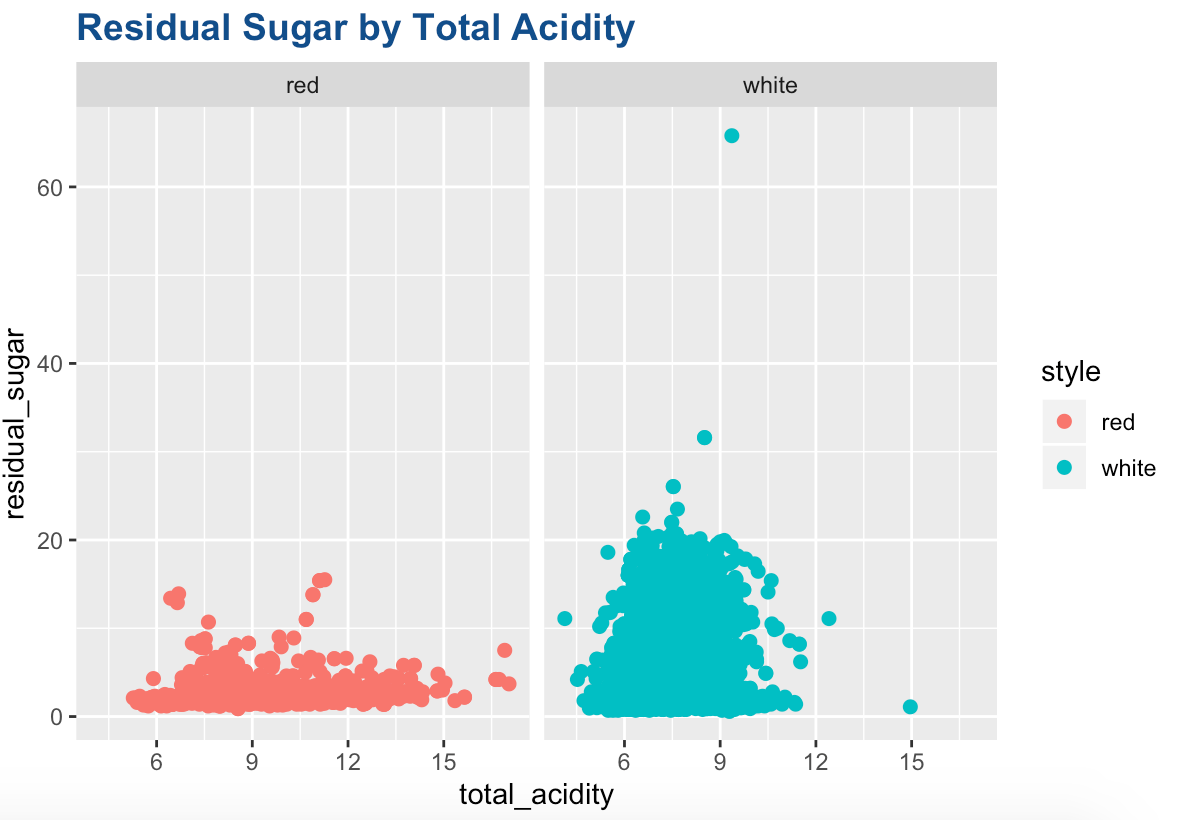 Residual Sugar by Total Acidity
red white
60
40
20
0
residual_sugar
6 9 12 15 6 9 12 15
total_acidity
style
red
white